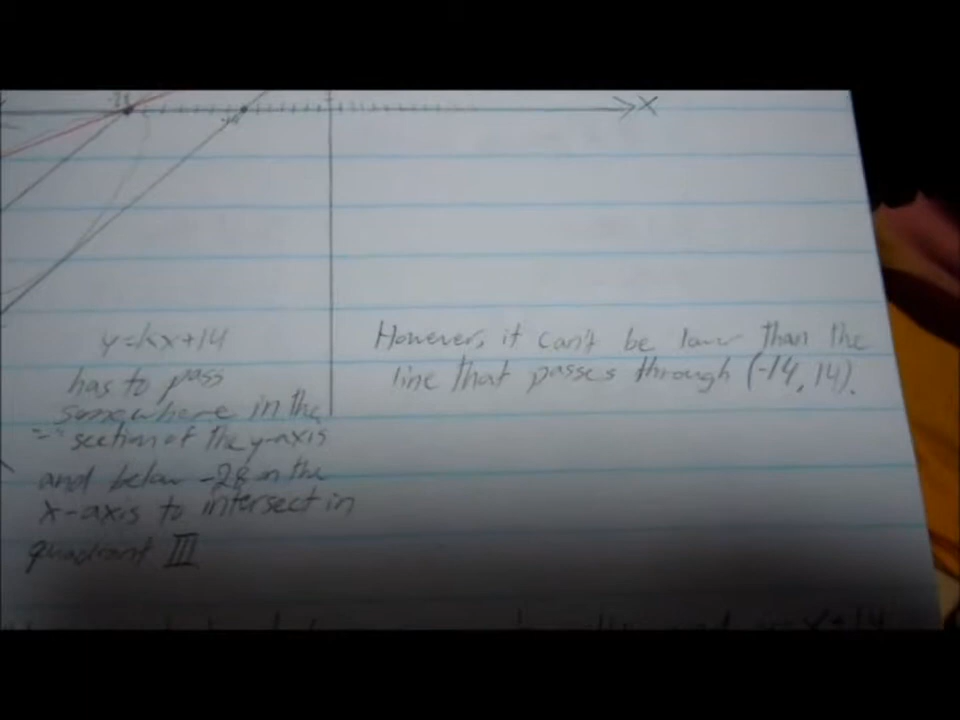 X
y=kx+14
has to pass
somewhere in the
"-" section of the y-axis
and below -28 on the
x-axis to intersect in
quadrant III
However, it can't be lower than the
line that passes through (-14, 14).